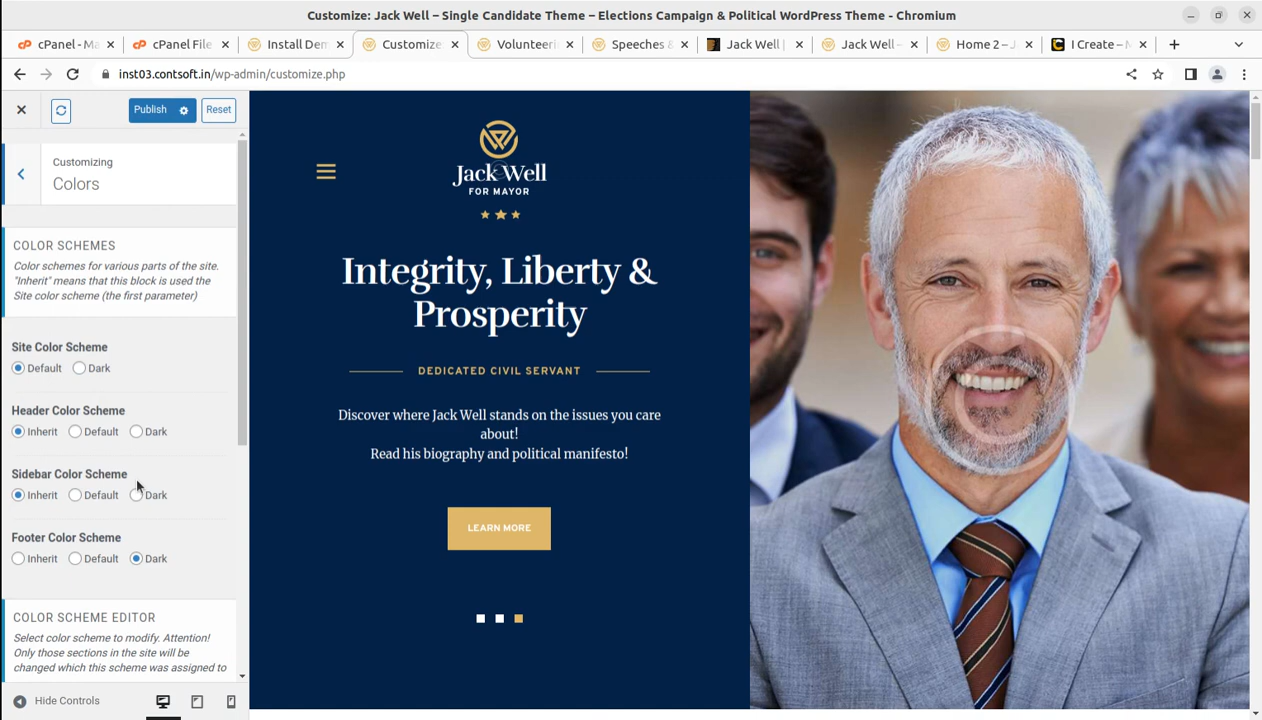 Customize: Jack Well – Single Candidate Theme – Elections Campaign & Political WordPress Theme - Chromium
cPanel - Ma
cPanel File
Install Dem
Customize
Volunteeri
Speeches &
Jack Well |
Jack Well –
Home 2 – J
I Create – M
inst03.contsoft.in/wp-admin/customize.php
Publish
Reset
Customizing
Colors
COLOR SCHEMES
Color schemes for various parts of the site.
"Inherit" means that this block is used the
Site color scheme (the first parameter)
Site Color Scheme
Default Dark
Header Color Scheme
Inherit Default Dark
Sidebar Color Scheme
Inherit Default Dark
Footer Color Scheme
Inherit Default Dark
COLOR SCHEME EDITOR
Select color scheme to modify. Attention!
Only those sections in the site will be
changed which this scheme was assigned to
Hide Controls
Jack Well
FOR MAYOR
Integrity, Liberty &
Prosperity
DEDICATED CIVIL SERVANT
Discover where Jack Well stands on the issues you care
about!
Read his biography and political manifesto!
LEARN MORE